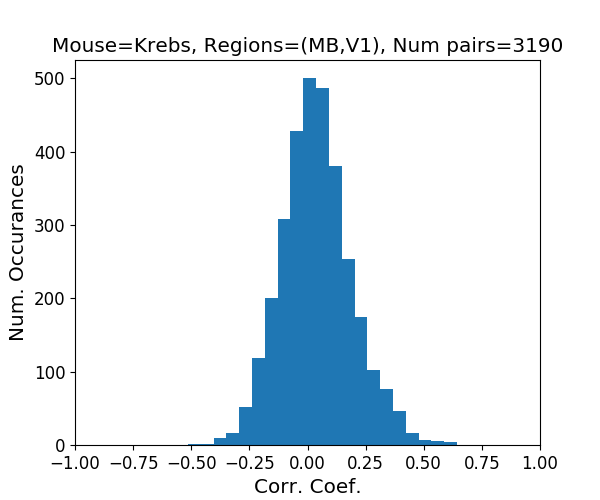 Mouse=Krebs, Regions=(MB,V1), Num pairs=3190
Num. Occurances
500
400
300
200
100
0
−1.00 −0.75 −0.50 −0.25 0.00 0.25 0.50 0.75 1.00
Corr. Coef.